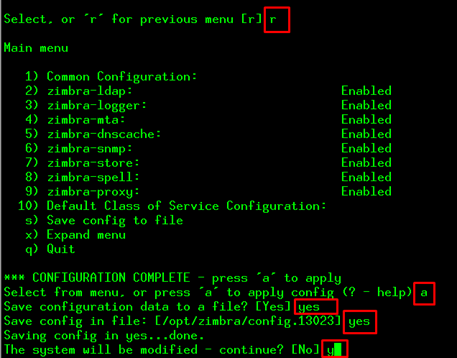 Select, or 'r' for previous menu [r] r
Main menu
1) Common Configuration:
2) zimbra-ldap: Enabled
3) zimbra-logger: Enabled
4) zimbra-mta: Enabled
5) zimbra-dnscache: Enabled
6) zimbra-snmp: Enabled
7) zimbra-store: Enabled
8) zimbra-spell: Enabled
9) zimbra-proxy: Enabled
10) Default Class of Service Configuration:
s) Save config to file
x) Expand menu
q) Quit
*** CONFIGURATION COMPLETE - press 'a' to apply
Select from menu, or press 'a' to apply config (? - help) a
Save configuration data to a file? [Yes] yes
Save config in file: [/opt/zimbra/config.13023] yes
Saving config in yes...done.
The system will be modified - continue? [No] y